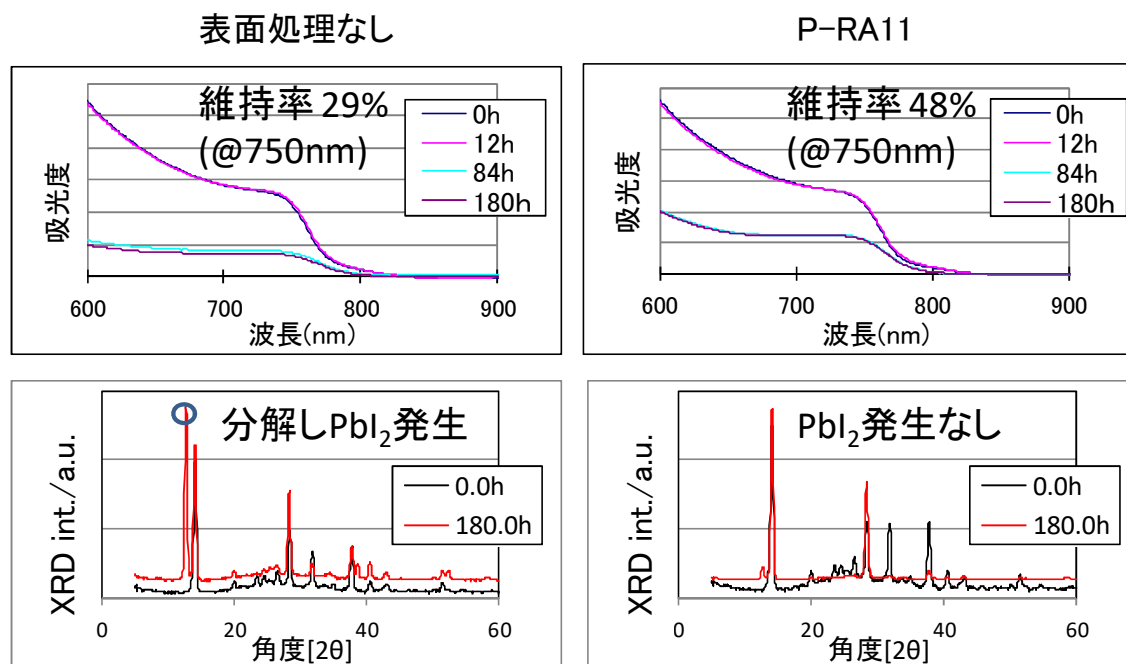 表面処理なし
維持率 29%
(@750nm)
0h
12h
84h
180h
吸光度
600
700
800
900
波長(nm)
P-RA11
維持率 48%
(@750nm)
0h
12h
84h
180h
吸光度
600
700
800
900
波長(nm)
分解しPbI₂発生
0.0h
180.0h
XRD int./a.u.
0
20
40
60
角度[2θ]
PbI₂発生なし
0.0h
180.0h
XRD int./a.u.
0
20
40
60
角度[2θ]